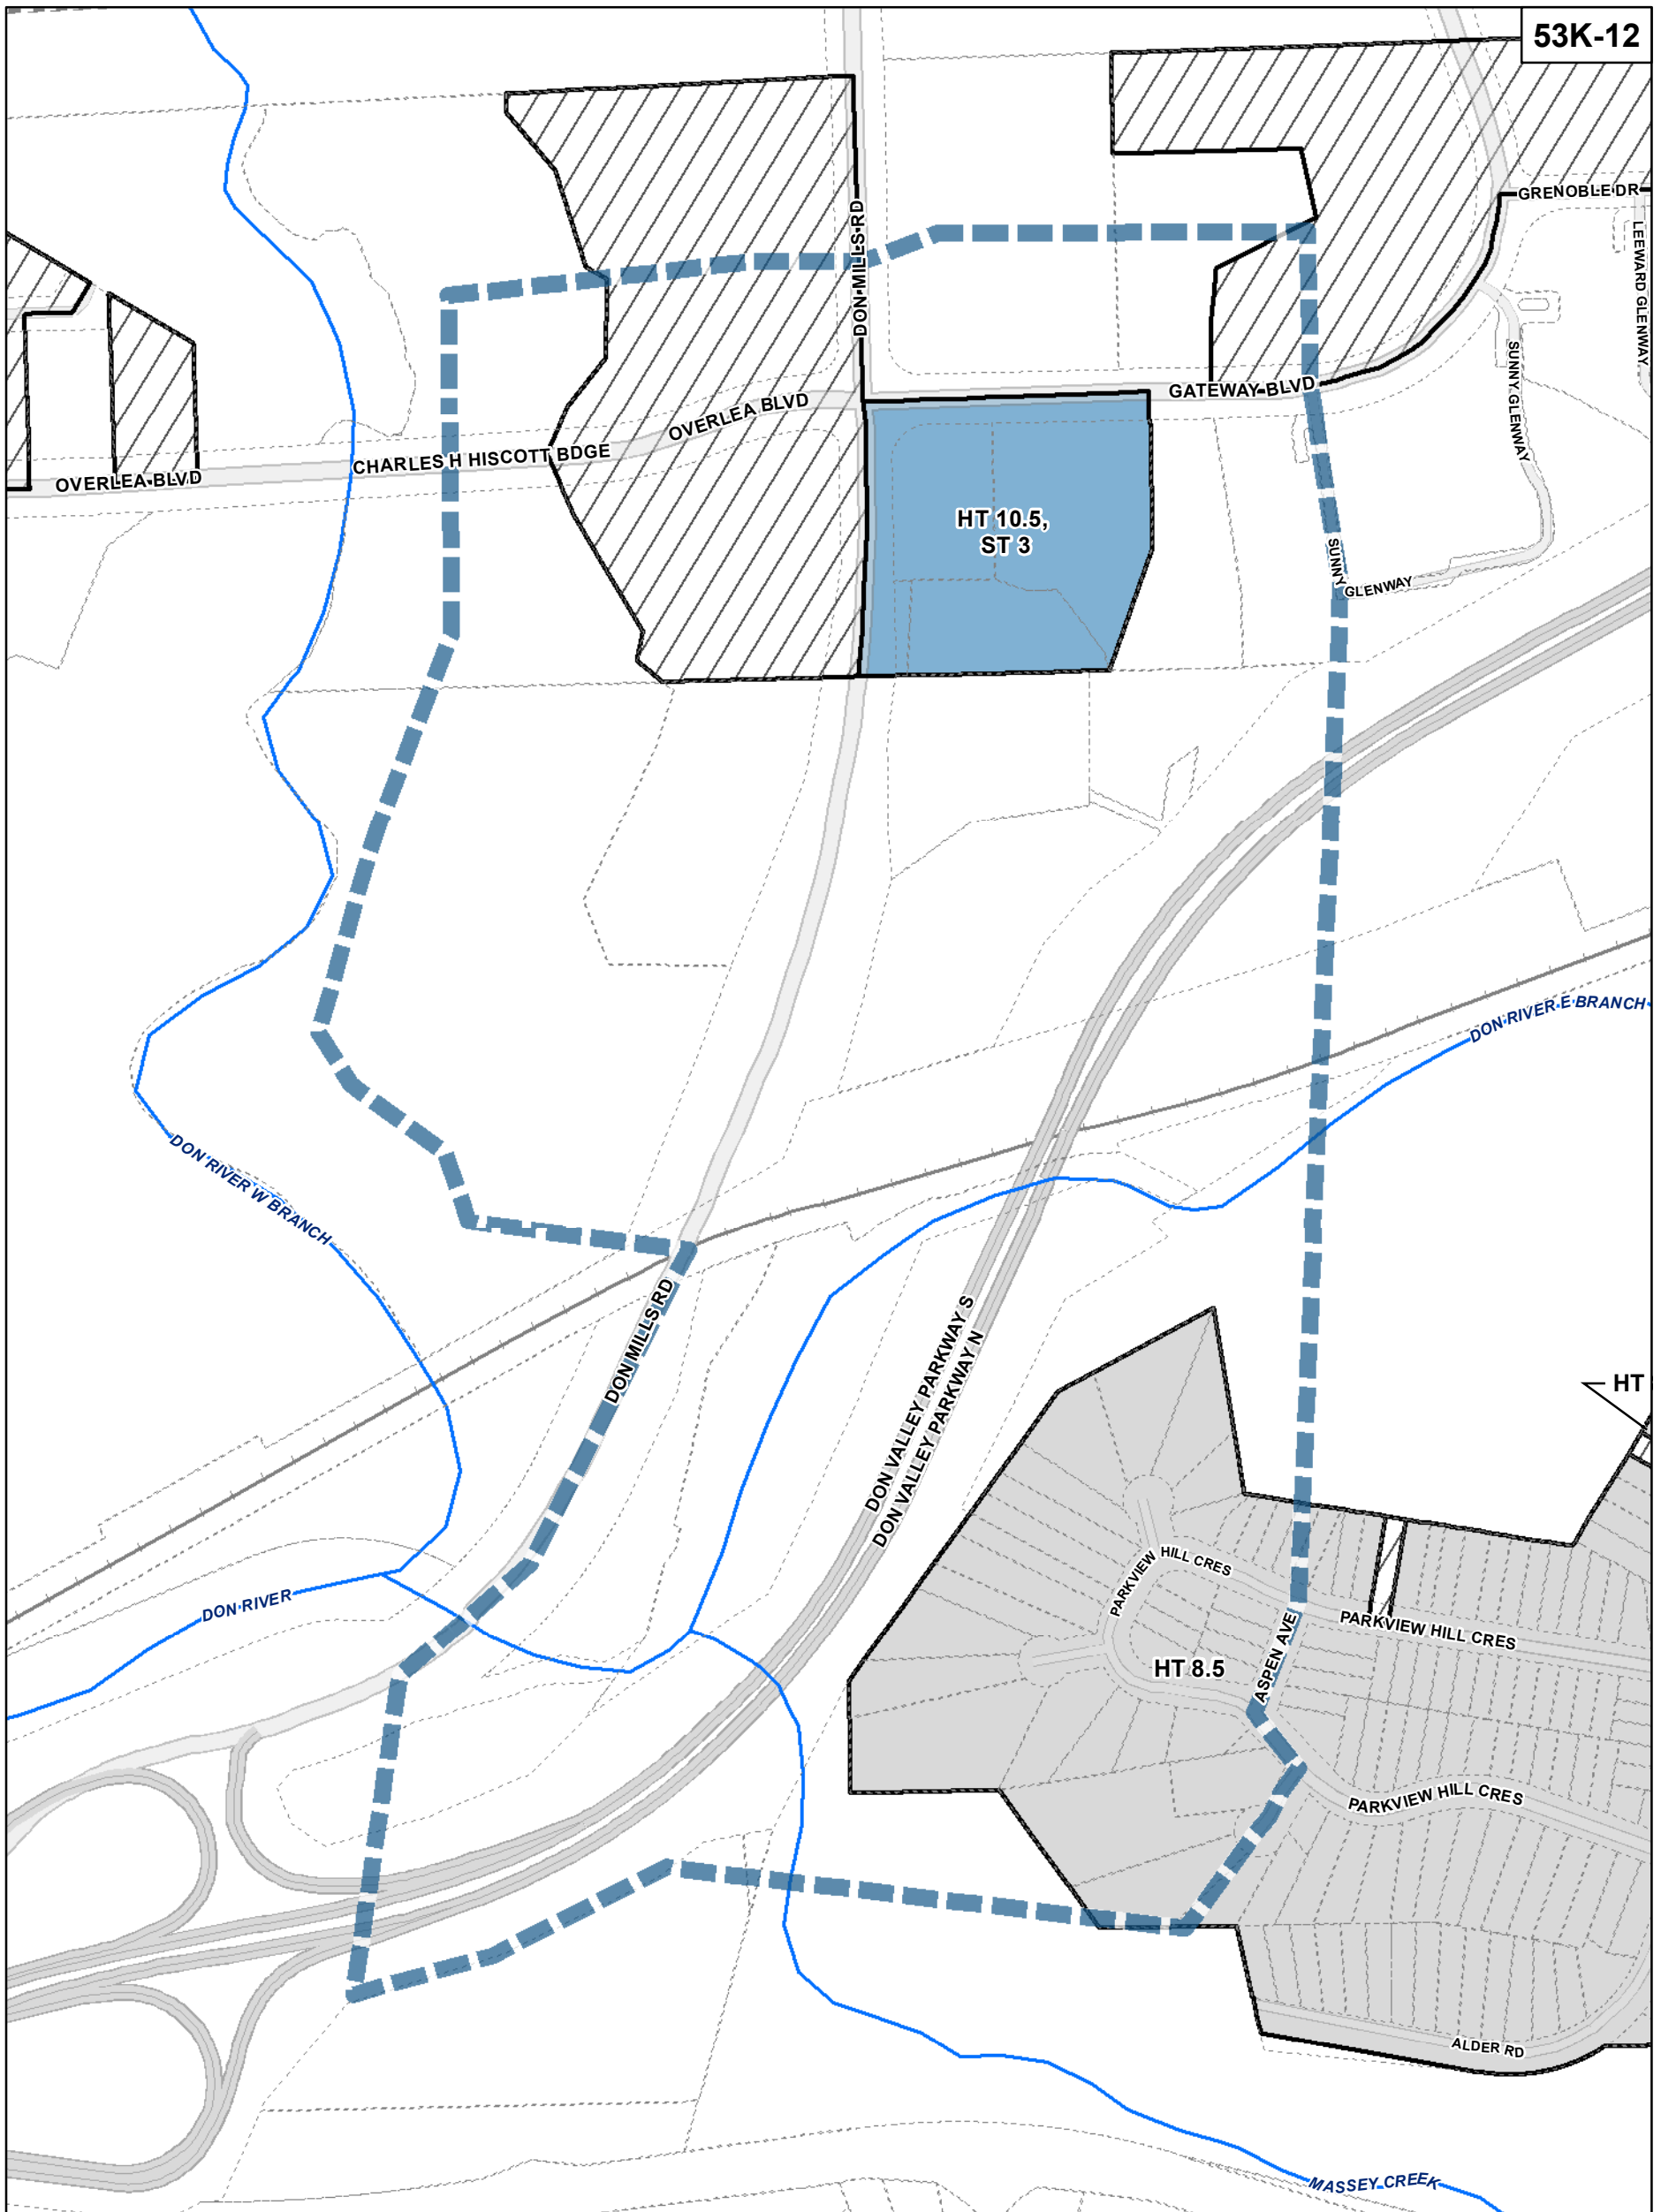 53K-12
GRENOBLE DR
LEEWARD GLENWAY
DON MILLS RD
SUNNY GLENWAY
GATEWAY BLVD
OVERLEA BLVD
CHARLES H HISCOTT BDGE
OVERLEA BLVD
HT 10.5,
ST 3
SUNNY
GLENWAY
DON RIVER E BRANCH
DON RIVER W BRANCH
DON MILLS RD
DON VALLEY PARKWAY S
DON VALLEY PARKWAY N
HT
PARKVIEW HILL CRES
DON RIVER
PARKVIEW HILL CRES
ASPEN AVE
HT 8.5
PARKVIEW HILL CRES
ALDER RD
MASSEY CREEK